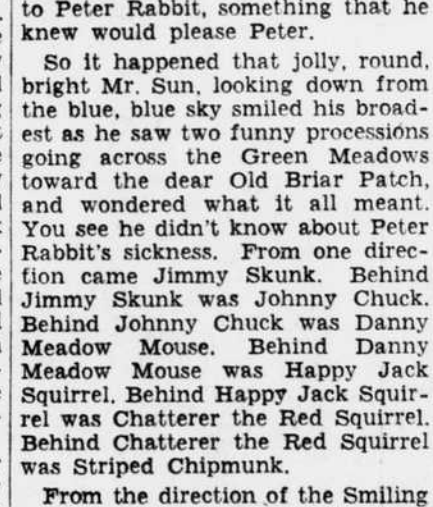 to Peter Rabbit, something that he
knew would please Peter.
So it happened that jolly, round,
bright Mr. Sun, looking down from
the blue, blue sky smiled his broad-
est as he saw two funny processions
going across the Green Meadows
toward the dear Old Briar Patch,
and wondered what it all meant.
You see he didn't know about Peter
Rabbit's sickness. From one direc-
tion came Jimmy Skunk. Behind
Jimmy Skunk was Johnny Chuck.
Behind Johnny Chuck was Danny
Meadow Mouse. Behind Danny
Meadow Mouse was Happy Jack
Squirrel. Behind Happy Jack Squir-
rel was Chatterer the Red Squirrel.
Behind Chatterer the Red Squirrel
was Striped Chipmunk.
From the direction of the Smiling